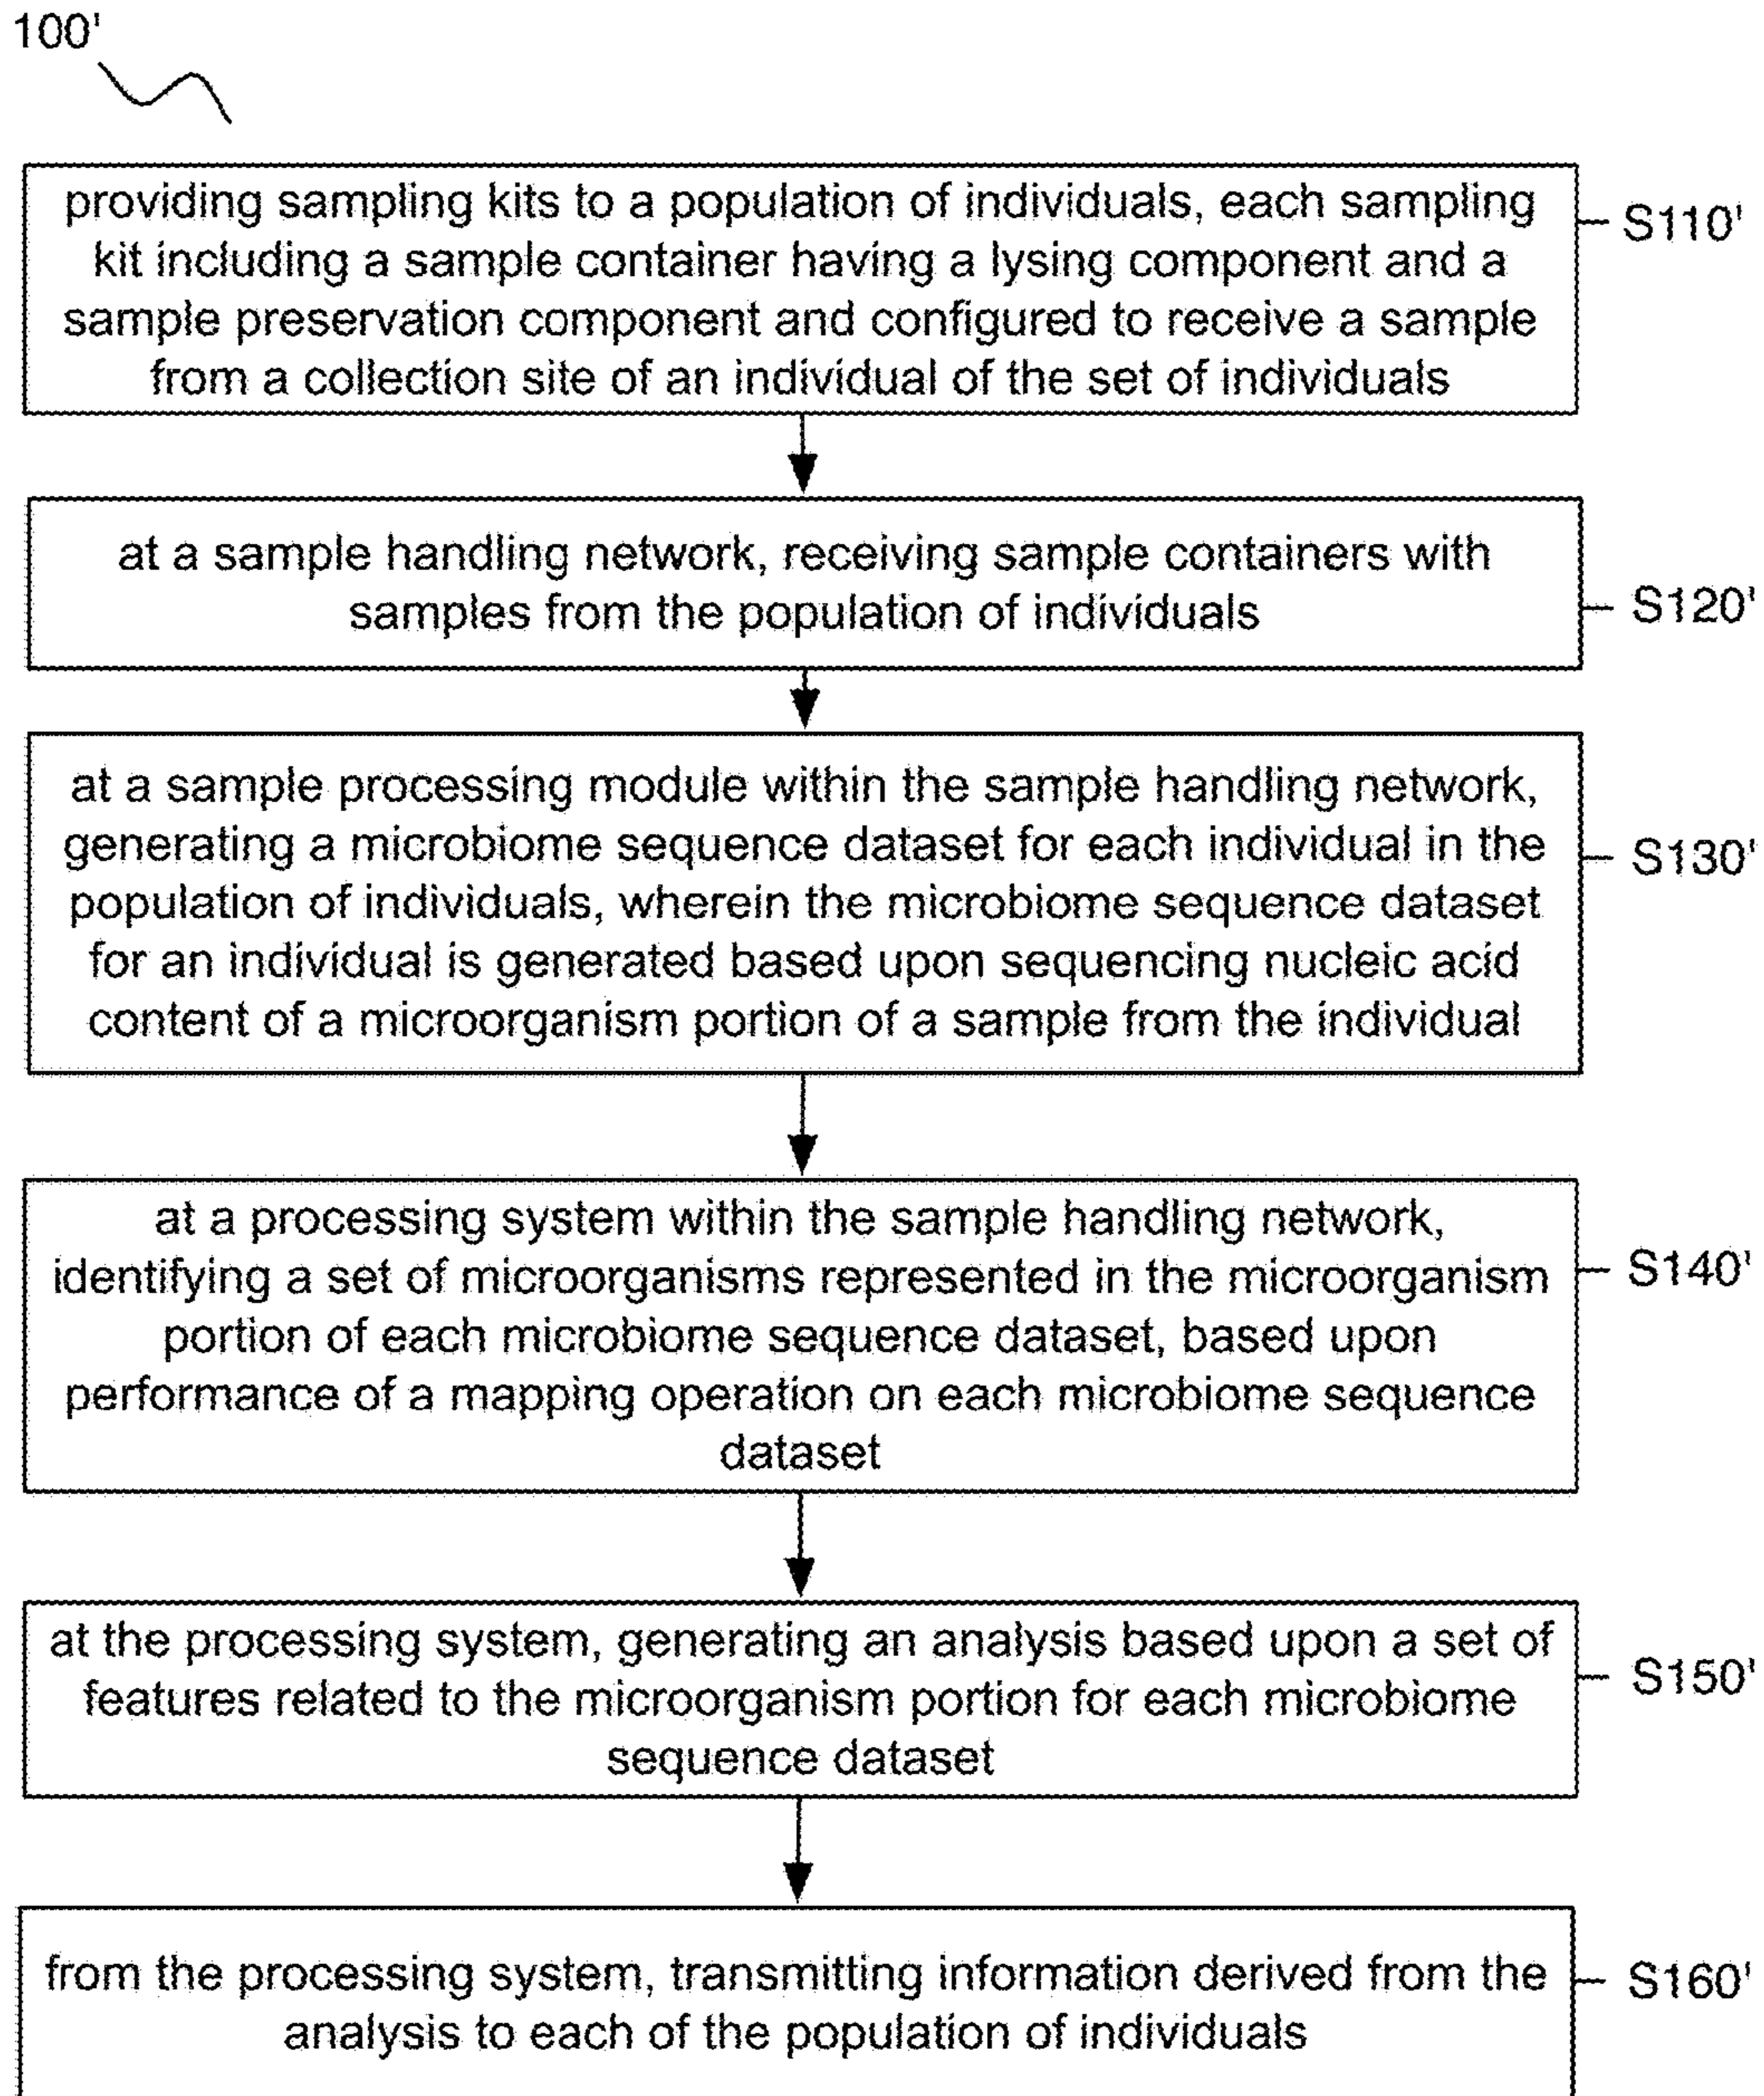 100'
providing sampling kits to a population of individuals, each sampling
kit including a sample container having a lysing component and a
sample preservation component and configured to receive a sample
from a collection site of an individual of the set of individuals
S110'
at a sample handling network, receiving sample containers with
samples from the population of individuals
S120'
at a sample processing module within the sample handling network,
generating a microbiome sequence dataset for each individual in the
population of individuals, wherein the microbiome sequence dataset
for an individual is generated based upon sequencing nucleic acid
content of a microorganism portion of a sample from the individual
S130'
at a processing system within the sample handling network,
identifying a set of microorganisms represented in the microorganism
portion of each microbiome sequence dataset, based upon
performance of a mapping operation on each microbiome sequence
dataset
S140'
at the processing system, generating an analysis based upon a set of
features related to the microorganism portion for each microbiome
sequence dataset
S150'
from the processing system, transmitting information derived from the
analysis to each of the population of individuals
S160'